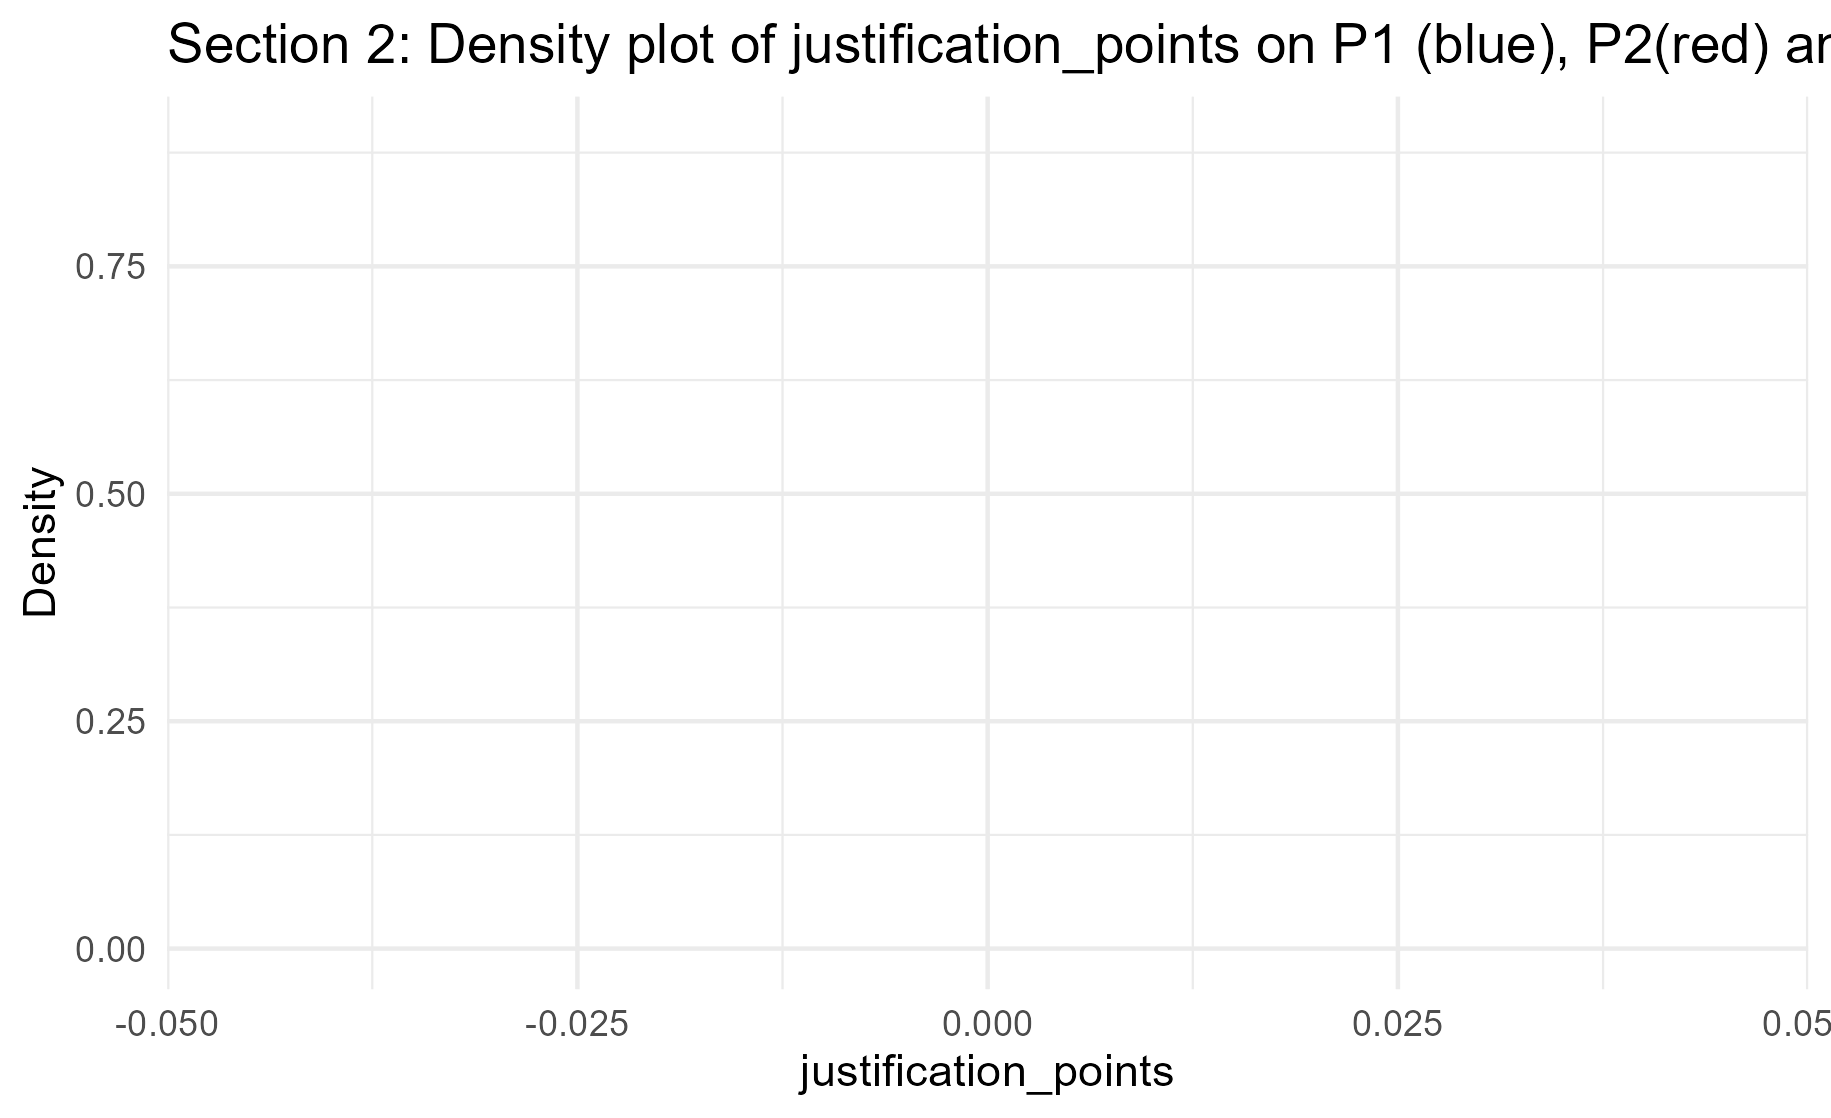 Section 2: Density plot of justification_points on P1 (blue), P2(red) ar
0.75
0.50
0.25
0.00
Density
-0.050 -0.025 0.000 0.025 0.05
justification_points